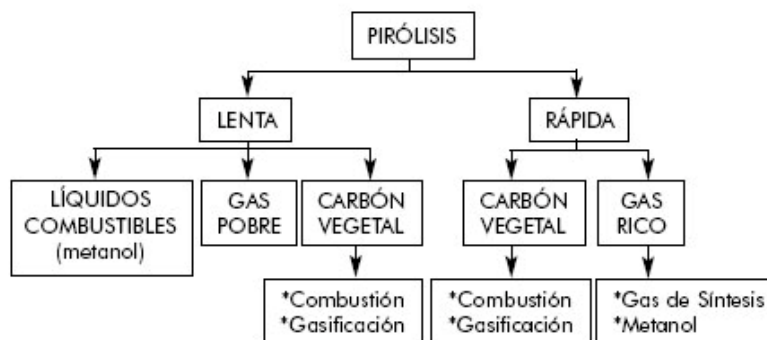 PIRÓLISIS
LENTA
RÁPIDA
LÍQUIDOS
COMBUSTIBLES
(metanol)
GAS
POBRE
CARBÓN
VEGETAL
CARBÓN
VEGETAL
GAS
RICO
*Combustión
*Gasificación
*Combustión
*Gasificación
*Gas de Síntesis
*Metanol